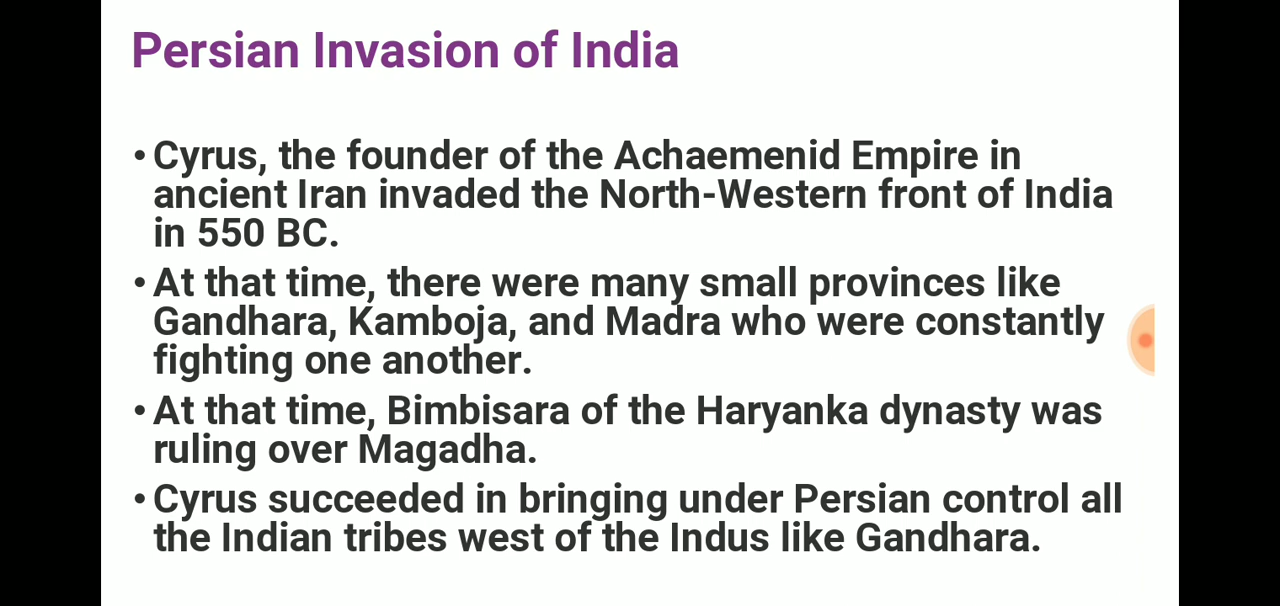 Persian Invasion of India
• Cyrus, the founder of the Achaemenid Empire in
ancient Iran invaded the North-Western front of India
in 550 BC.
• At that time, there were many small provinces like
Gandhara, Kamboja, and Madra who were constantly
fighting one another.
• At that time, Bimbisara of the Haryanka dynasty was
ruling over Magadha.
• Cyrus succeeded in bringing under Persian control all
the Indian tribes west of the Indus like Gandhara.